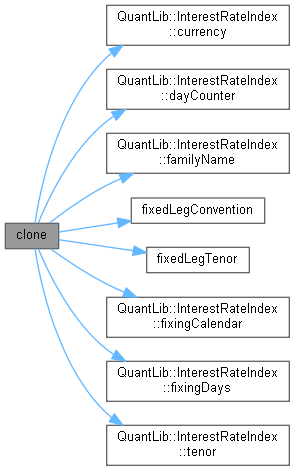 QuantLib::InterestRateIndex
::currency
QuantLib::InterestRateIndex
::dayCounter
QuantLib::InterestRateIndex
::familyName
clone
fixedLegConvention
fixedLegTenor
QuantLib::InterestRateIndex
::fixingCalendar
QuantLib::InterestRateIndex
::fixingDays
QuantLib::InterestRateIndex
::tenor